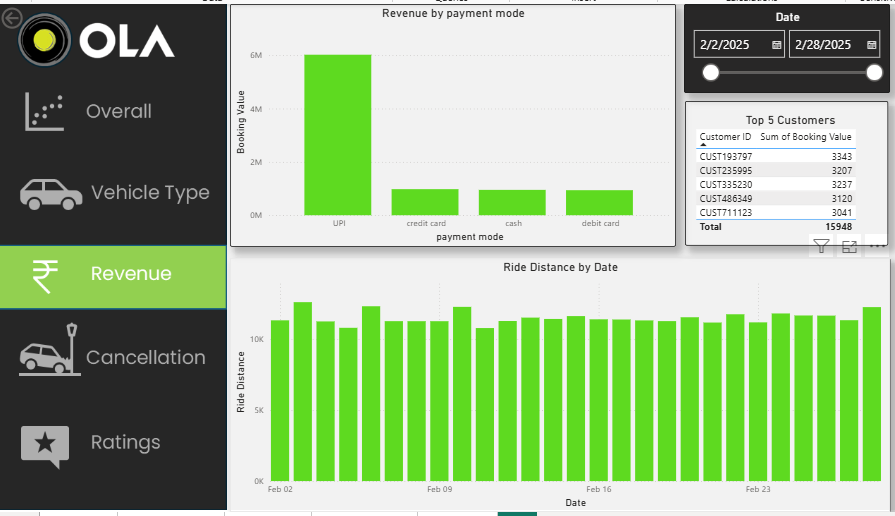 OLA
Overall
Vehicle Type
Revenue
Cancellation
Ratings
Revenue by payment mode
Booking Value
6M
4M
2M
0M
UPI
credit card
cash
debit card
payment mode
Date
2/2/2025
2/28/2025
Top 5 Customers
Customer ID Sum of Booking Value
CUST193797 3343
CUST235995 3207
CUST335230 3237
CUST486349 3120
CUST711123 3041
Total 15948
Ride Distance by Date
Ride Distance
10K
5K
0K
Feb 02
Feb 09
Feb 16
Feb 23
Date